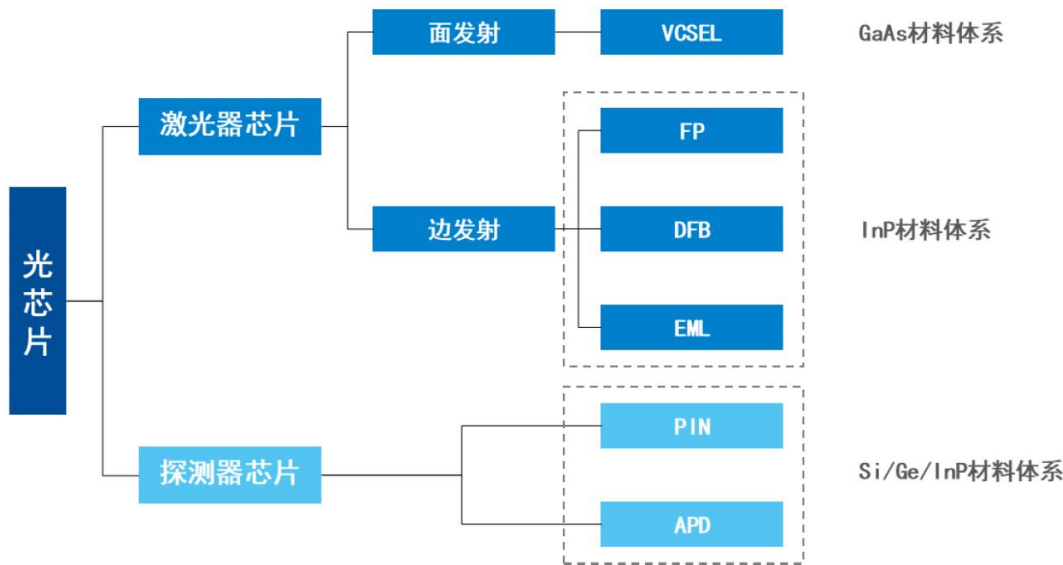 面发射
VCSEL
GaAs材料体系
激光器芯片
FP
边发射
DFB
InP材料体系
光芯片
EML
PIN
探测器芯片
Si/Ge/InP材料体系
APD